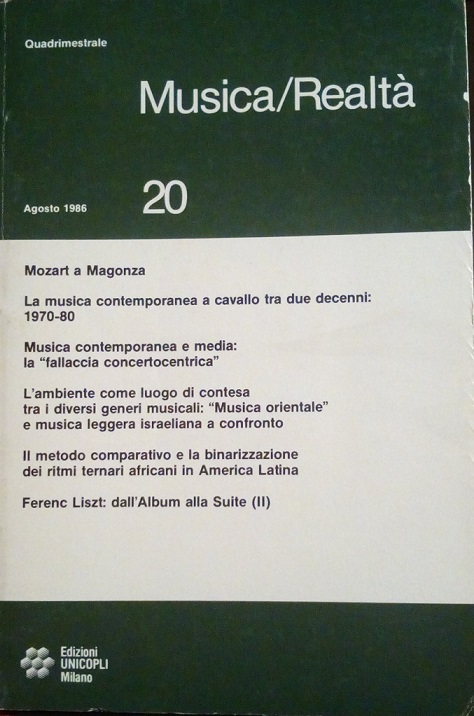 Quadrimestrale
Musica/Realtà
Agosto 1986
20
Mozart a Magonza
La musica contemporanea a cavallo tra due decenni:
1970-80
Musica contemporanea e media:
la “fallaccia concertocentrica”
L'ambiente come luogo di contesa
tra i diversi generi musicali: “Musica orientale”
e musica leggera israeliana a confronto
Il metodo comparativo e la binarizzazione
dei ritmi ternari africani in America Latina
Ferenc Liszt: dall'Album alla Suite (II)
Edizioni
UNICOPLI
Milano